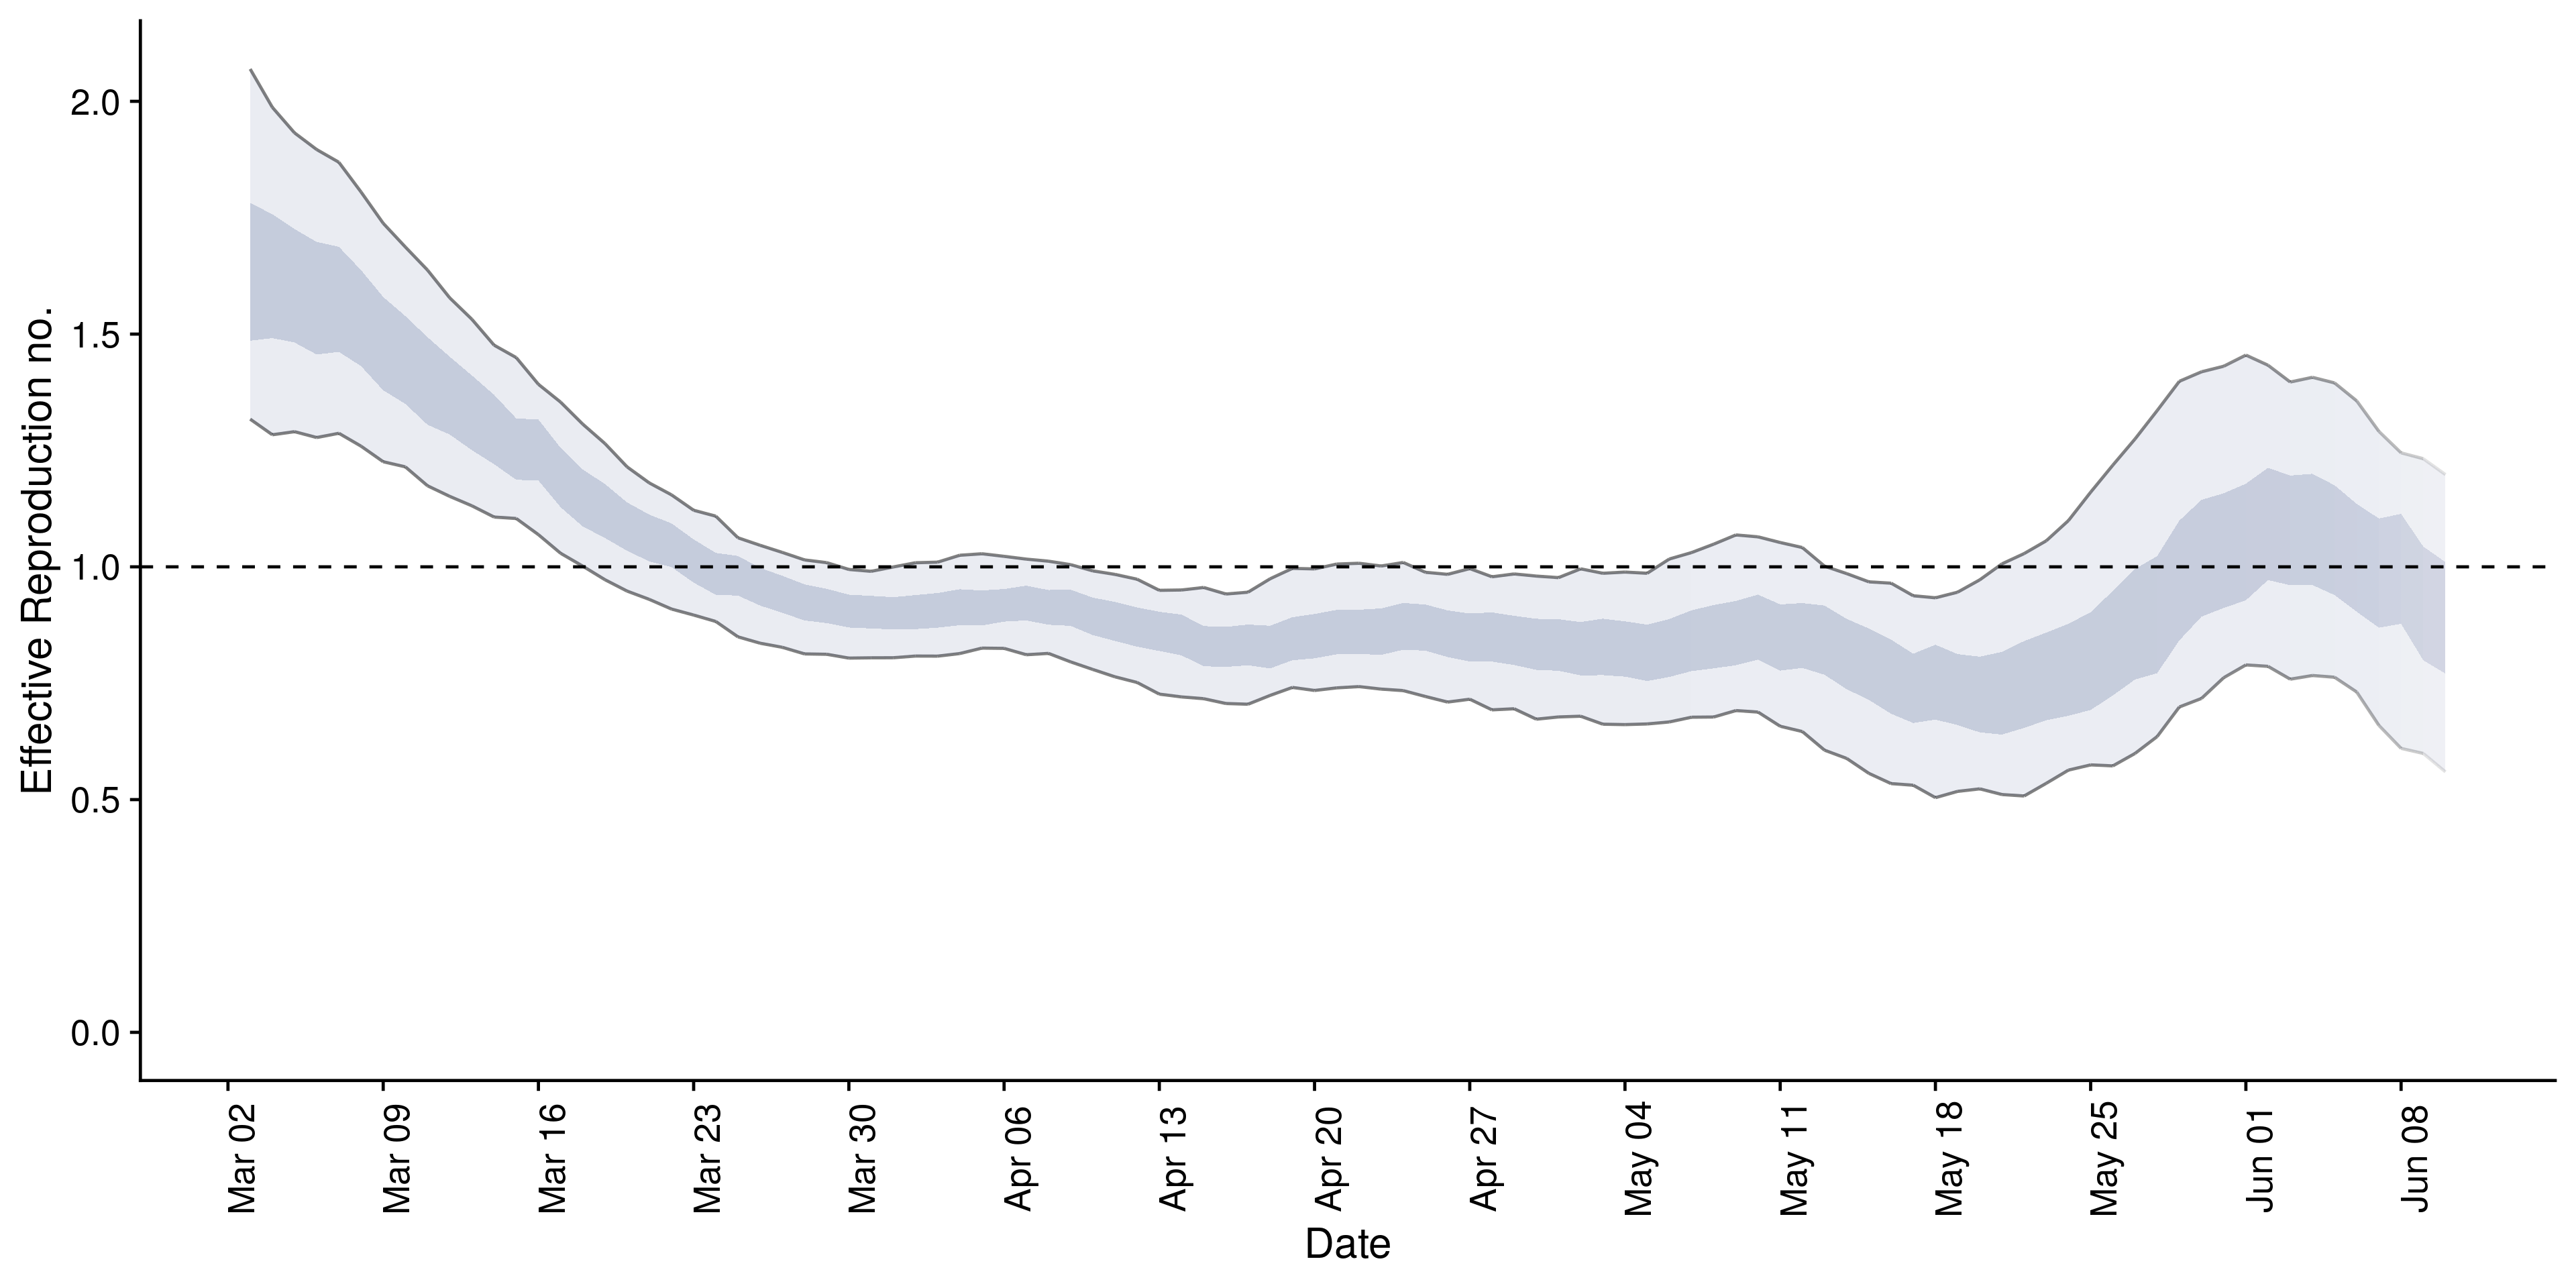 Effective Reproduction no.
2.0
1.5
1.0
0.5
0.0
Mar 02
Mar 09
Mar 16
Mar 23
Mar 30
Apr 06
Apr 13
Apr 20
Apr 27
May 04
May 11
May 18
May 25
Jun 01
Jun 08
Date